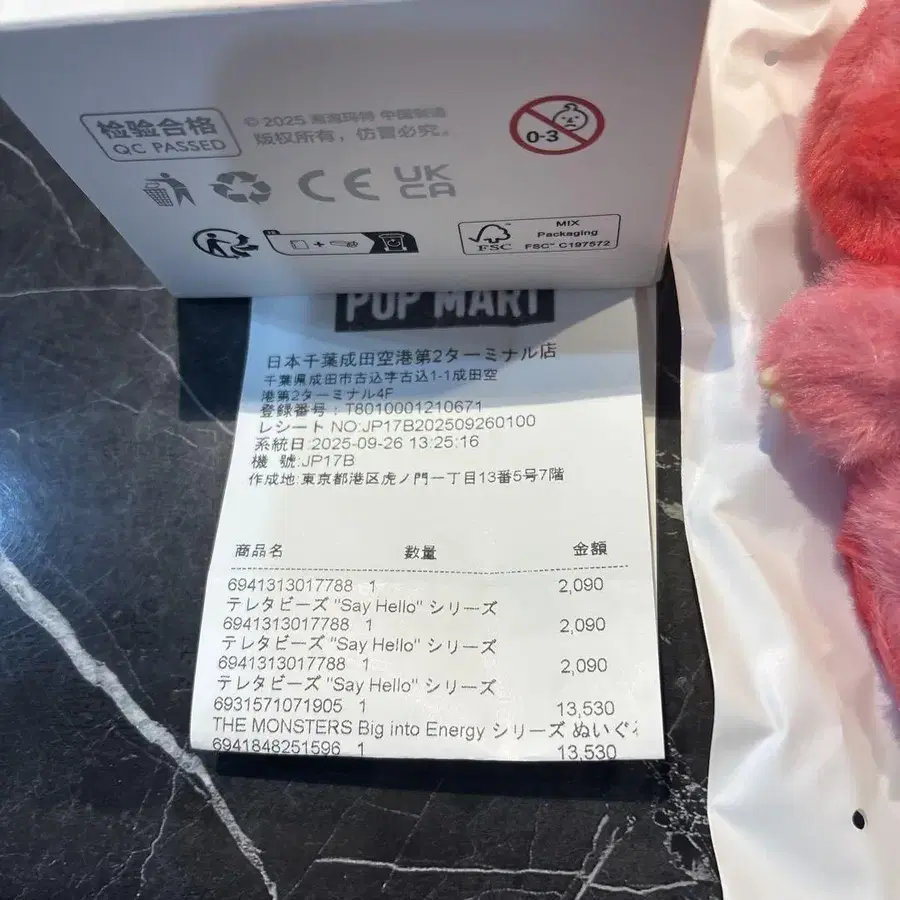 检验合格
QC PASSED
© 2025 泡泡玛特 中国制造
版权所有，仿冒必究。
0-3
CE
UK
CA
FSC
MIX
Packaging
FSC™ C197572
POP MART
日本千葉成田空港第2ターミナル店
千葉県成田市古込字古込1-1成田空
港第2ターミナル4F
登録番号：T8010001210671
レシート NO:JP17B202509260100
系統日:2025-09-26 13:25:16
機 號:JP17B
作成地:東京都港区虎ノ門一丁目13番5号7階
商品名 数量 金額
6941313017788 1 2,090
テレタビーズ "Say Hello" シリーズ
6941313017788 1 2,090
テレタビーズ "Say Hello" シリーズ
6941313017788 1 2,090
テレタビーズ "Say Hello" シリーズ
6931571071905 1 13,530
THE MONSTERS Big into Energy シリーズ ぬいぐ
6941848251596 1 13,530